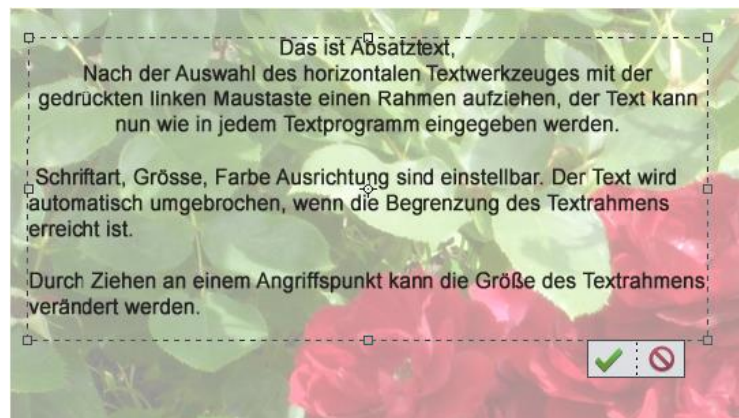 Das ist Absatztext,
Nach der Auswahl des horizontalen Textwerkzeuges mit der
gedrückten linken Maustaste einen Rahmen aufziehen, der Text kann
nun wie in jedem Textprogramm eingegeben werden.
Schriftart, Grösse, Farbe Ausrichtung sind einstellbar. Der Text wird
automatisch umgebrochen, wenn die Begrenzung des Textrahmens
erreicht ist.
Durch Ziehen an einem Angriffspunkt kann die Größe des Textrahmens
verändert werden.